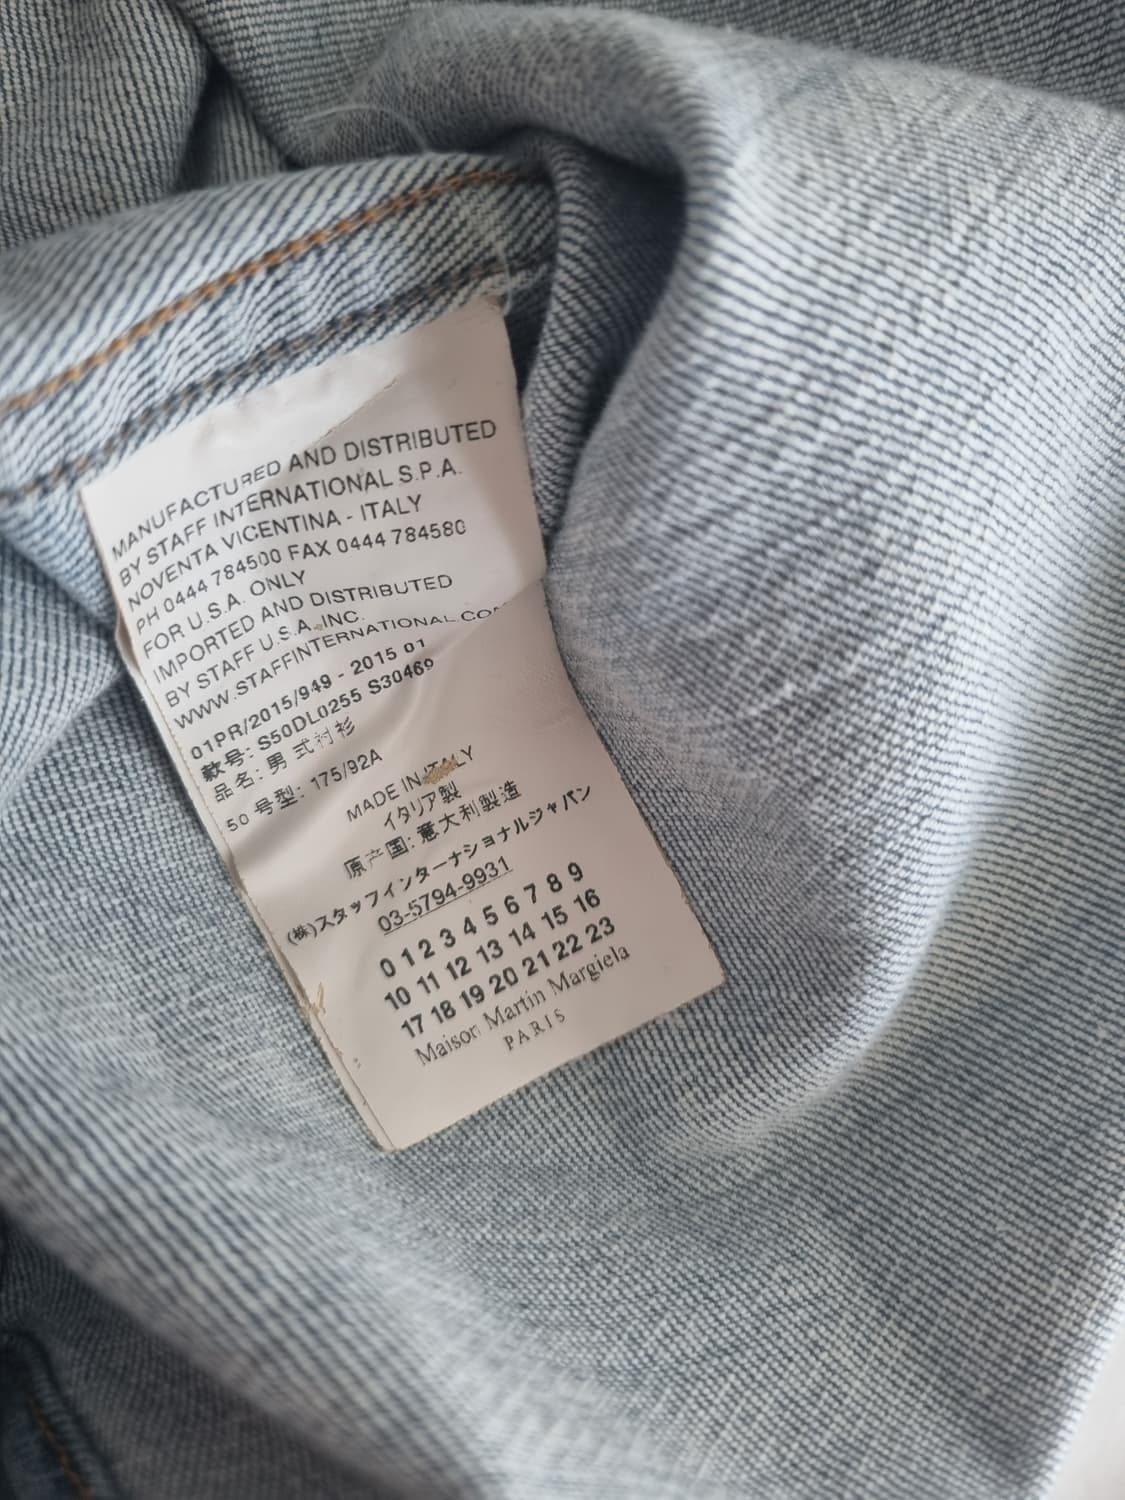 MANUFACTURED AND DISTRIBUTED
BY STAFF INTERNATIONAL S.P.A.
NOVENTA VICENTINA - ITALY
PH 0444 784500 FAX 0444 784580
FOR U.S.A. ONLY
IMPORTED AND DISTRIBUTED
BY STAFF U.S.A. INC.
WWW.STAFFINTERNATIONAL.COM
01PR/2015/949 - 2015 01
款号: S50DL0255 S30469
品名: 男式衬衫
50 号型: 175/92A
MADE IN ITALY
イタリア製
原产国: 意大利製造
(株)スタッフインターナショナルジャパン
03-5794-9931
0 1 2 3 4 5 6 7 8 9
10 11 12 13 14 15 16
17 18 19 20 21 22 23
Maison Martin Margiela
PARIS